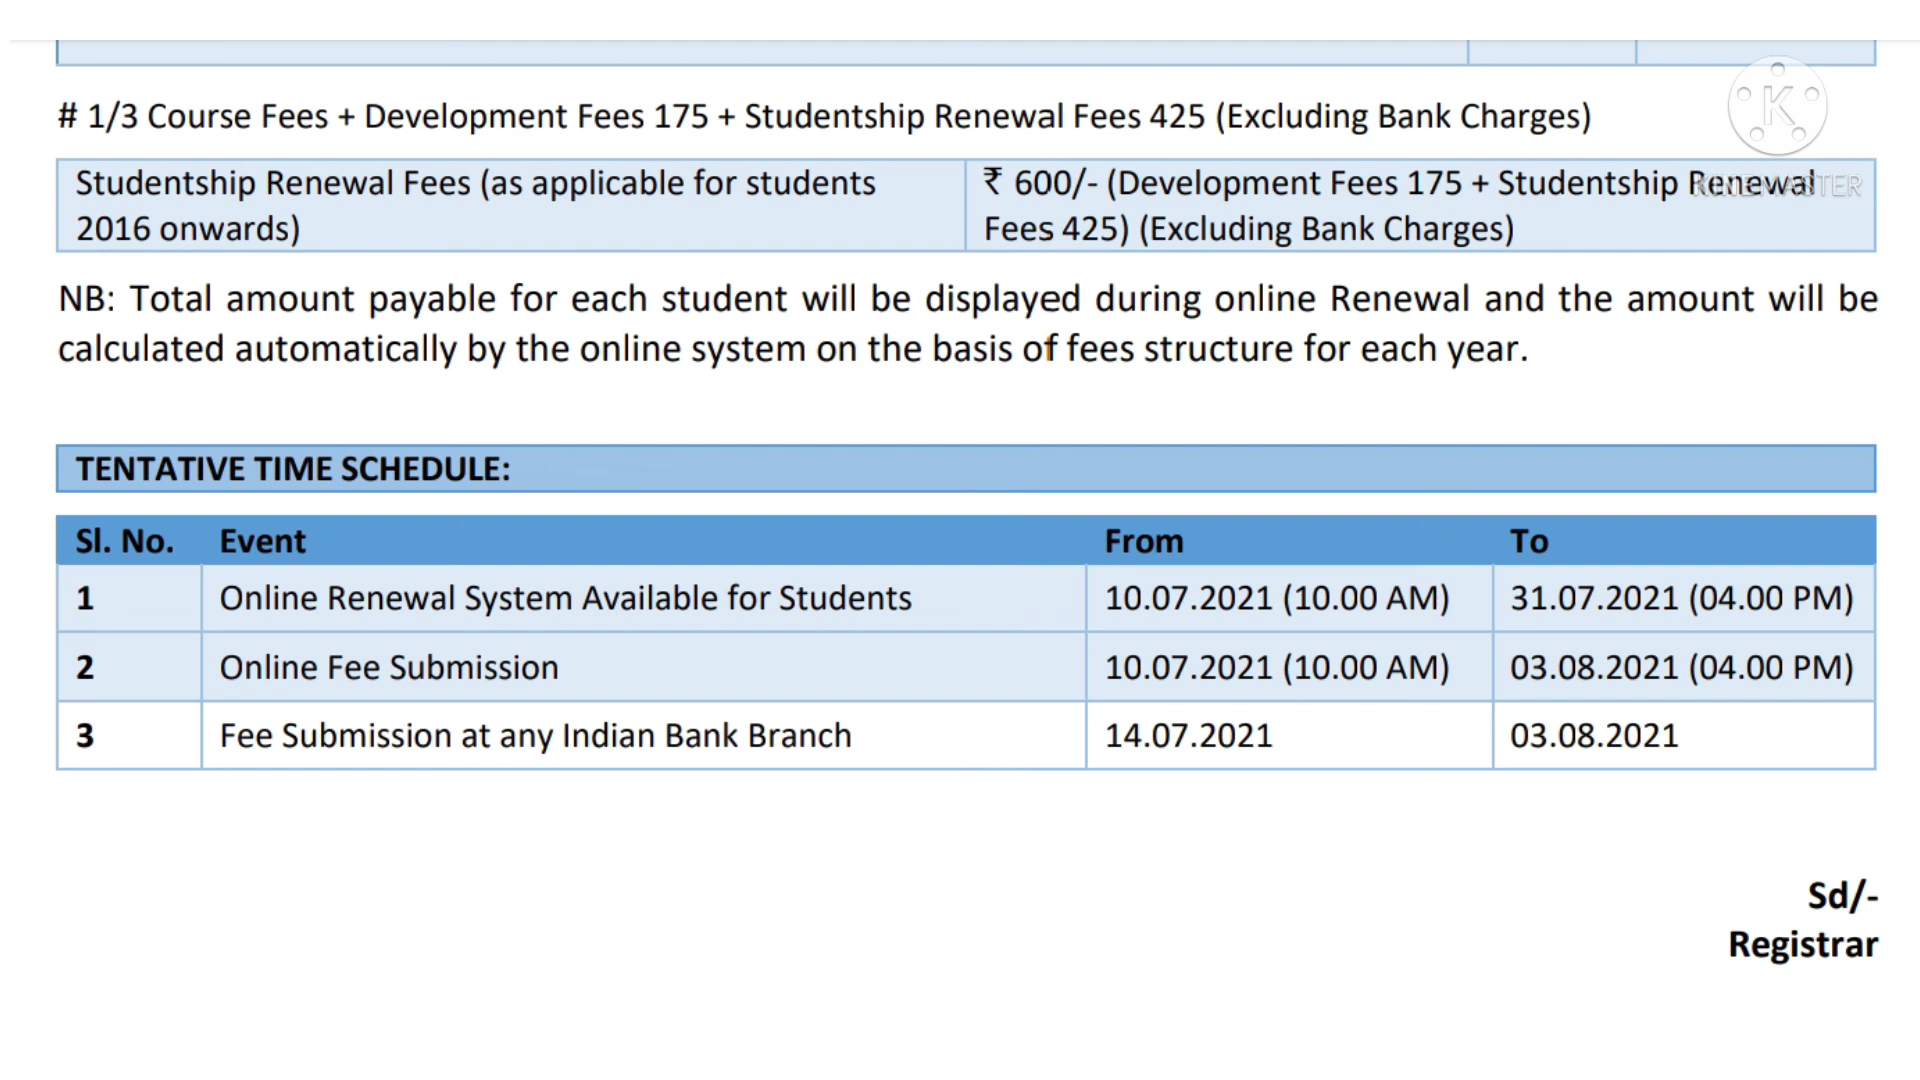 # 1/3 Course Fees + Development Fees 175 + Studentship Renewal Fees 425 (Excluding Bank Charges)
K
Studentship Renewal Fees (as applicable for students
2016 onwards)
₹ 600/- (Development Fees 175 + Studentship Renewal
Fees 425) (Excluding Bank Charges)
KINEMASTER
NB: Total amount payable for each student will be displayed during online Renewal and the amount will be
calculated automatically by the online system on the basis of fees structure for each year.
TENTATIVE TIME SCHEDULE:
Sl. No. Event From To
1 Online Renewal System Available for Students 10.07.2021 (10.00 AM) 31.07.2021 (04.00 PM)
2 Online Fee Submission 10.07.2021 (10.00 AM) 03.08.2021 (04.00 PM)
3 Fee Submission at any Indian Bank Branch 14.07.2021 03.08.2021
Sd/-
Registrar